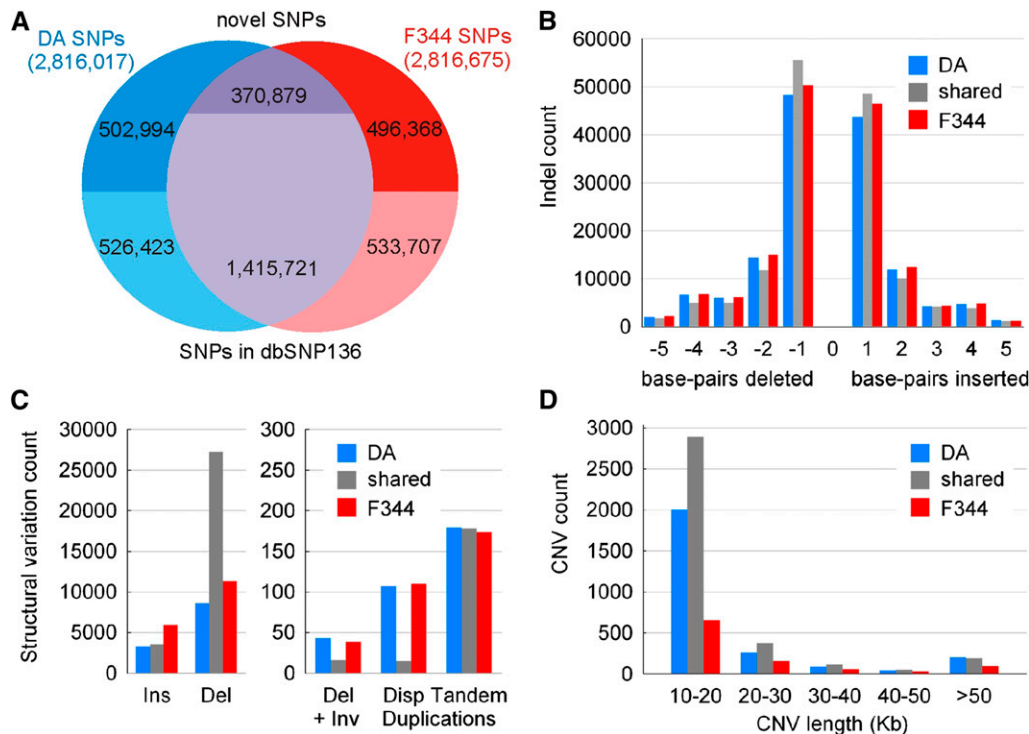 A
novel SNPs
DA SNPs
(2,816,017)
F344 SNPs
(2,816,675)
370,879
502,994
496,368
526,423
533,707
1,415,721
SNPs in dbSNP136
B
Indel count
60000
50000
40000
30000
20000
10000
0
DA
shared
F344
-5 -4 -3 -2 -1 0 1 2 3 4 5
base-pairs deleted base-pairs inserted
C
Structural variation count
30000
25000
20000
15000
10000
5000
0
Ins Del
300
250
200
150
100
50
0
DA
shared
F344
Del Disp Tandem
+ Inv Duplications
D
CNV count
3000
2500
2000
1500
1000
500
0
DA
shared
F344
10-20 20-30 30-40 40-50 >50
CNV length (Kb)